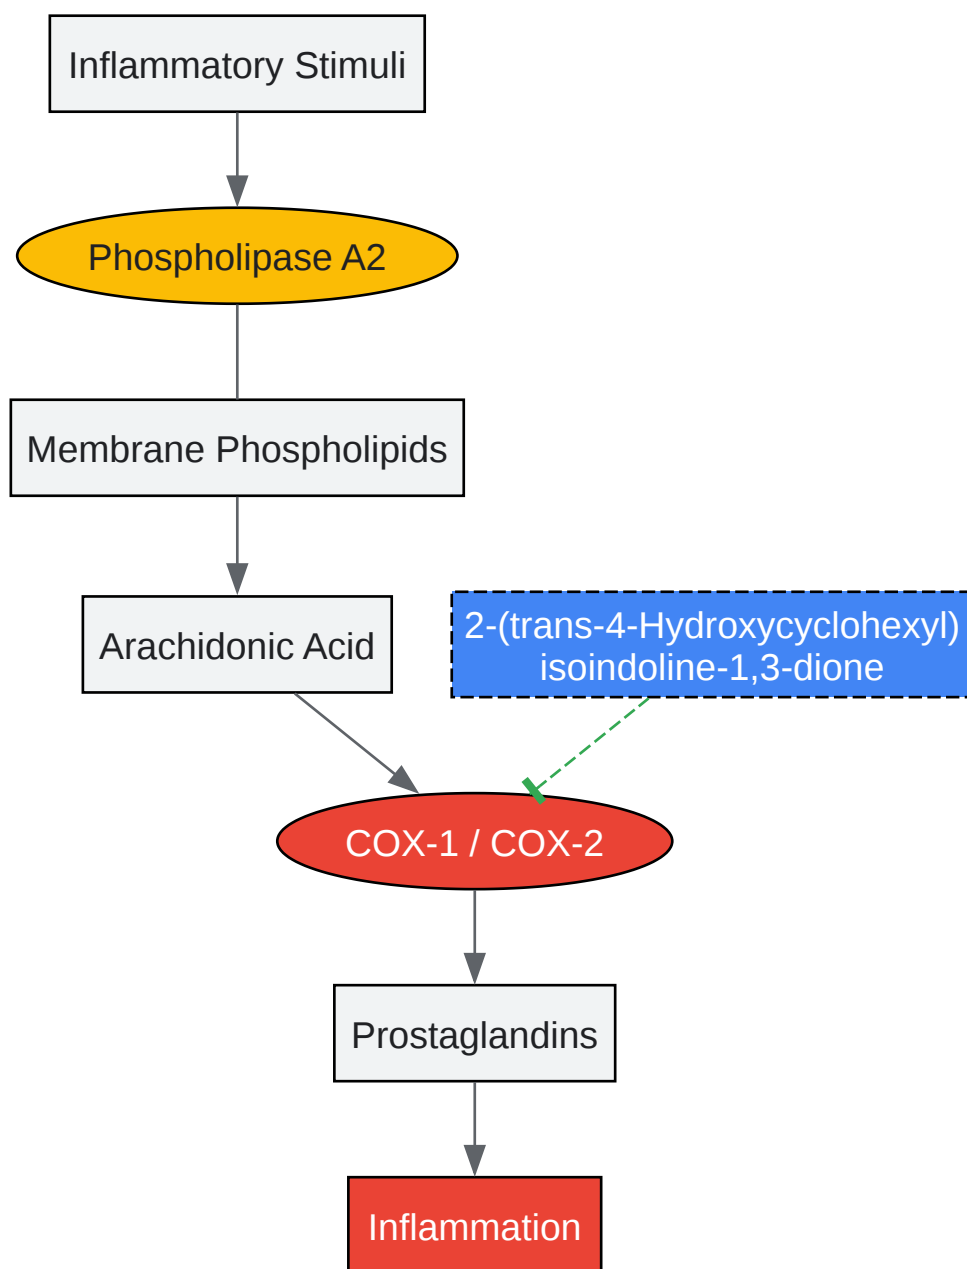 Inflammatory Stimuli
Phospholipase A2
Membrane Phospholipids
Arachidonic Acid
2-(trans-4-Hydroxycyclohexyl)
isoindoline-1,3-dione
COX-1 / COX-2
Prostaglandins
Inflammation